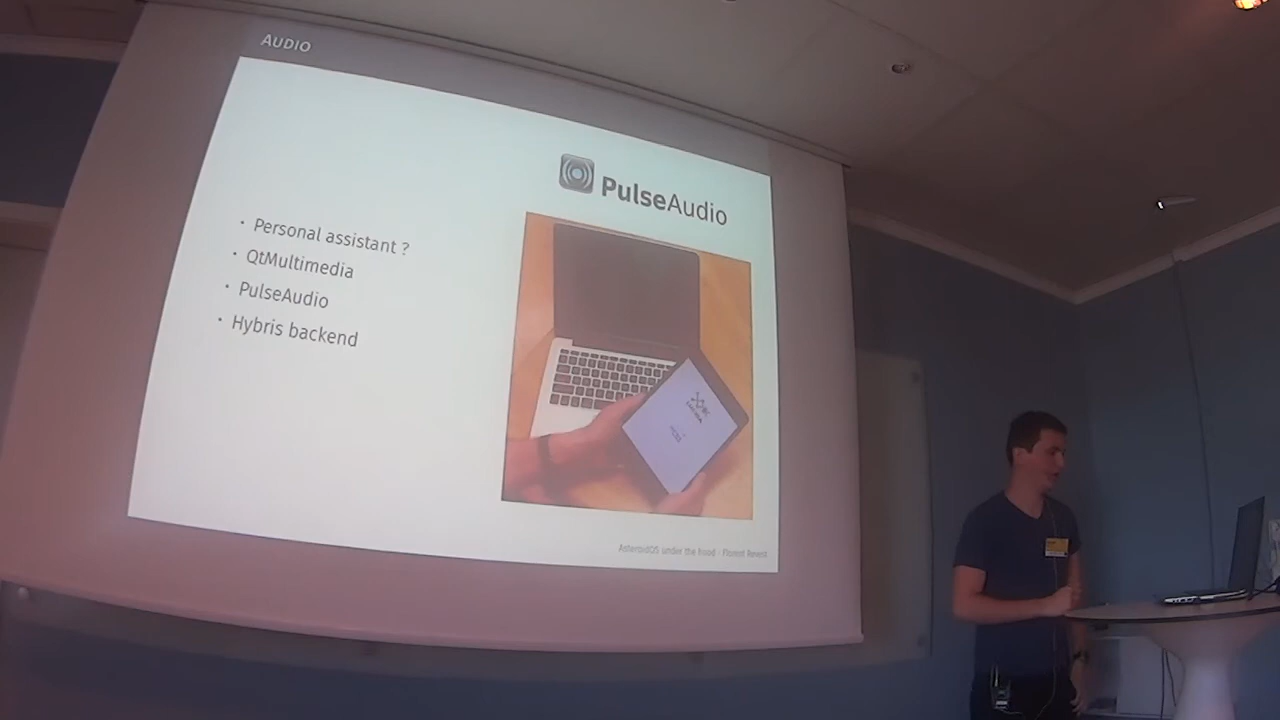 AUDIO
PulseAudio
• Personal assistant ?
• QtMultimedia
• PulseAudio
• Hybris backend
AsteroidOS under the hood - Florent Revest